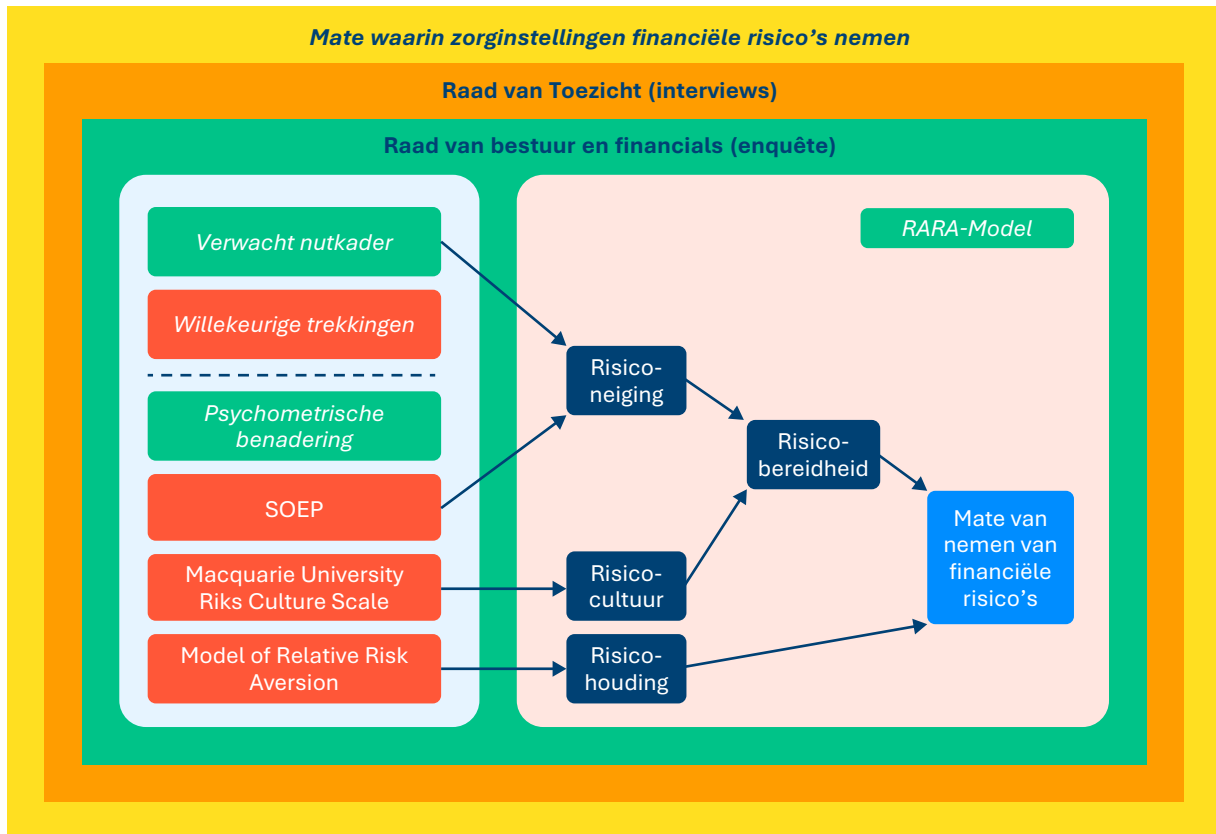 Mate waarin zorginstellingen financiële risico’s nemen
Raad van Toezicht (interviews)
Raad van bestuur en financials (enquête)
Verwacht nutkader
Willekeurige trekkingen
Psychometrische
benadering
SOEP
Macquarie University
Riks Culture Scale
Model of Relative Risk
Aversion
RARA-Model
Risico-
neiging
Risico-
bereidheid
Risico-
cultuur
Risico-
houding
Mate van
nemen van
financiële
risico’s